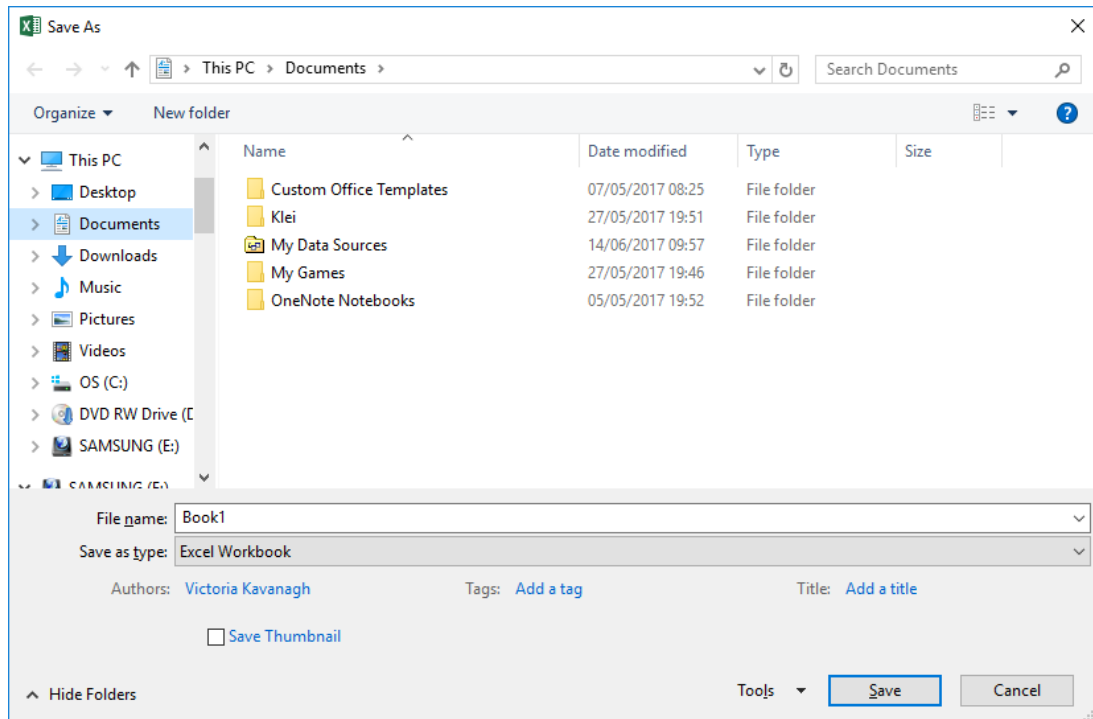 Save As
This PC > Documents >
Search Documents
Organize
New folder
Name Date modified Type Size
This PC
Desktop
Documents
Downloads
Music
Pictures
Videos
OS (C:)
DVD RW Drive (D
SAMSUNG (E:)
SAMSUNG (E:)
Custom Office Templates 07/05/2017 08:25 File folder
Klei 27/05/2017 19:51 File folder
My Data Sources 14/06/2017 09:57 File folder
My Games 27/05/2017 19:46 File folder
OneNote Notebooks 05/05/2017 19:52 File folder
File name: Book1
Save as type: Excel Workbook
Authors: Victoria Kavanagh Tags: Add a tag Title: Add a title
Save Thumbnail
Hide Folders
Tools Save Cancel